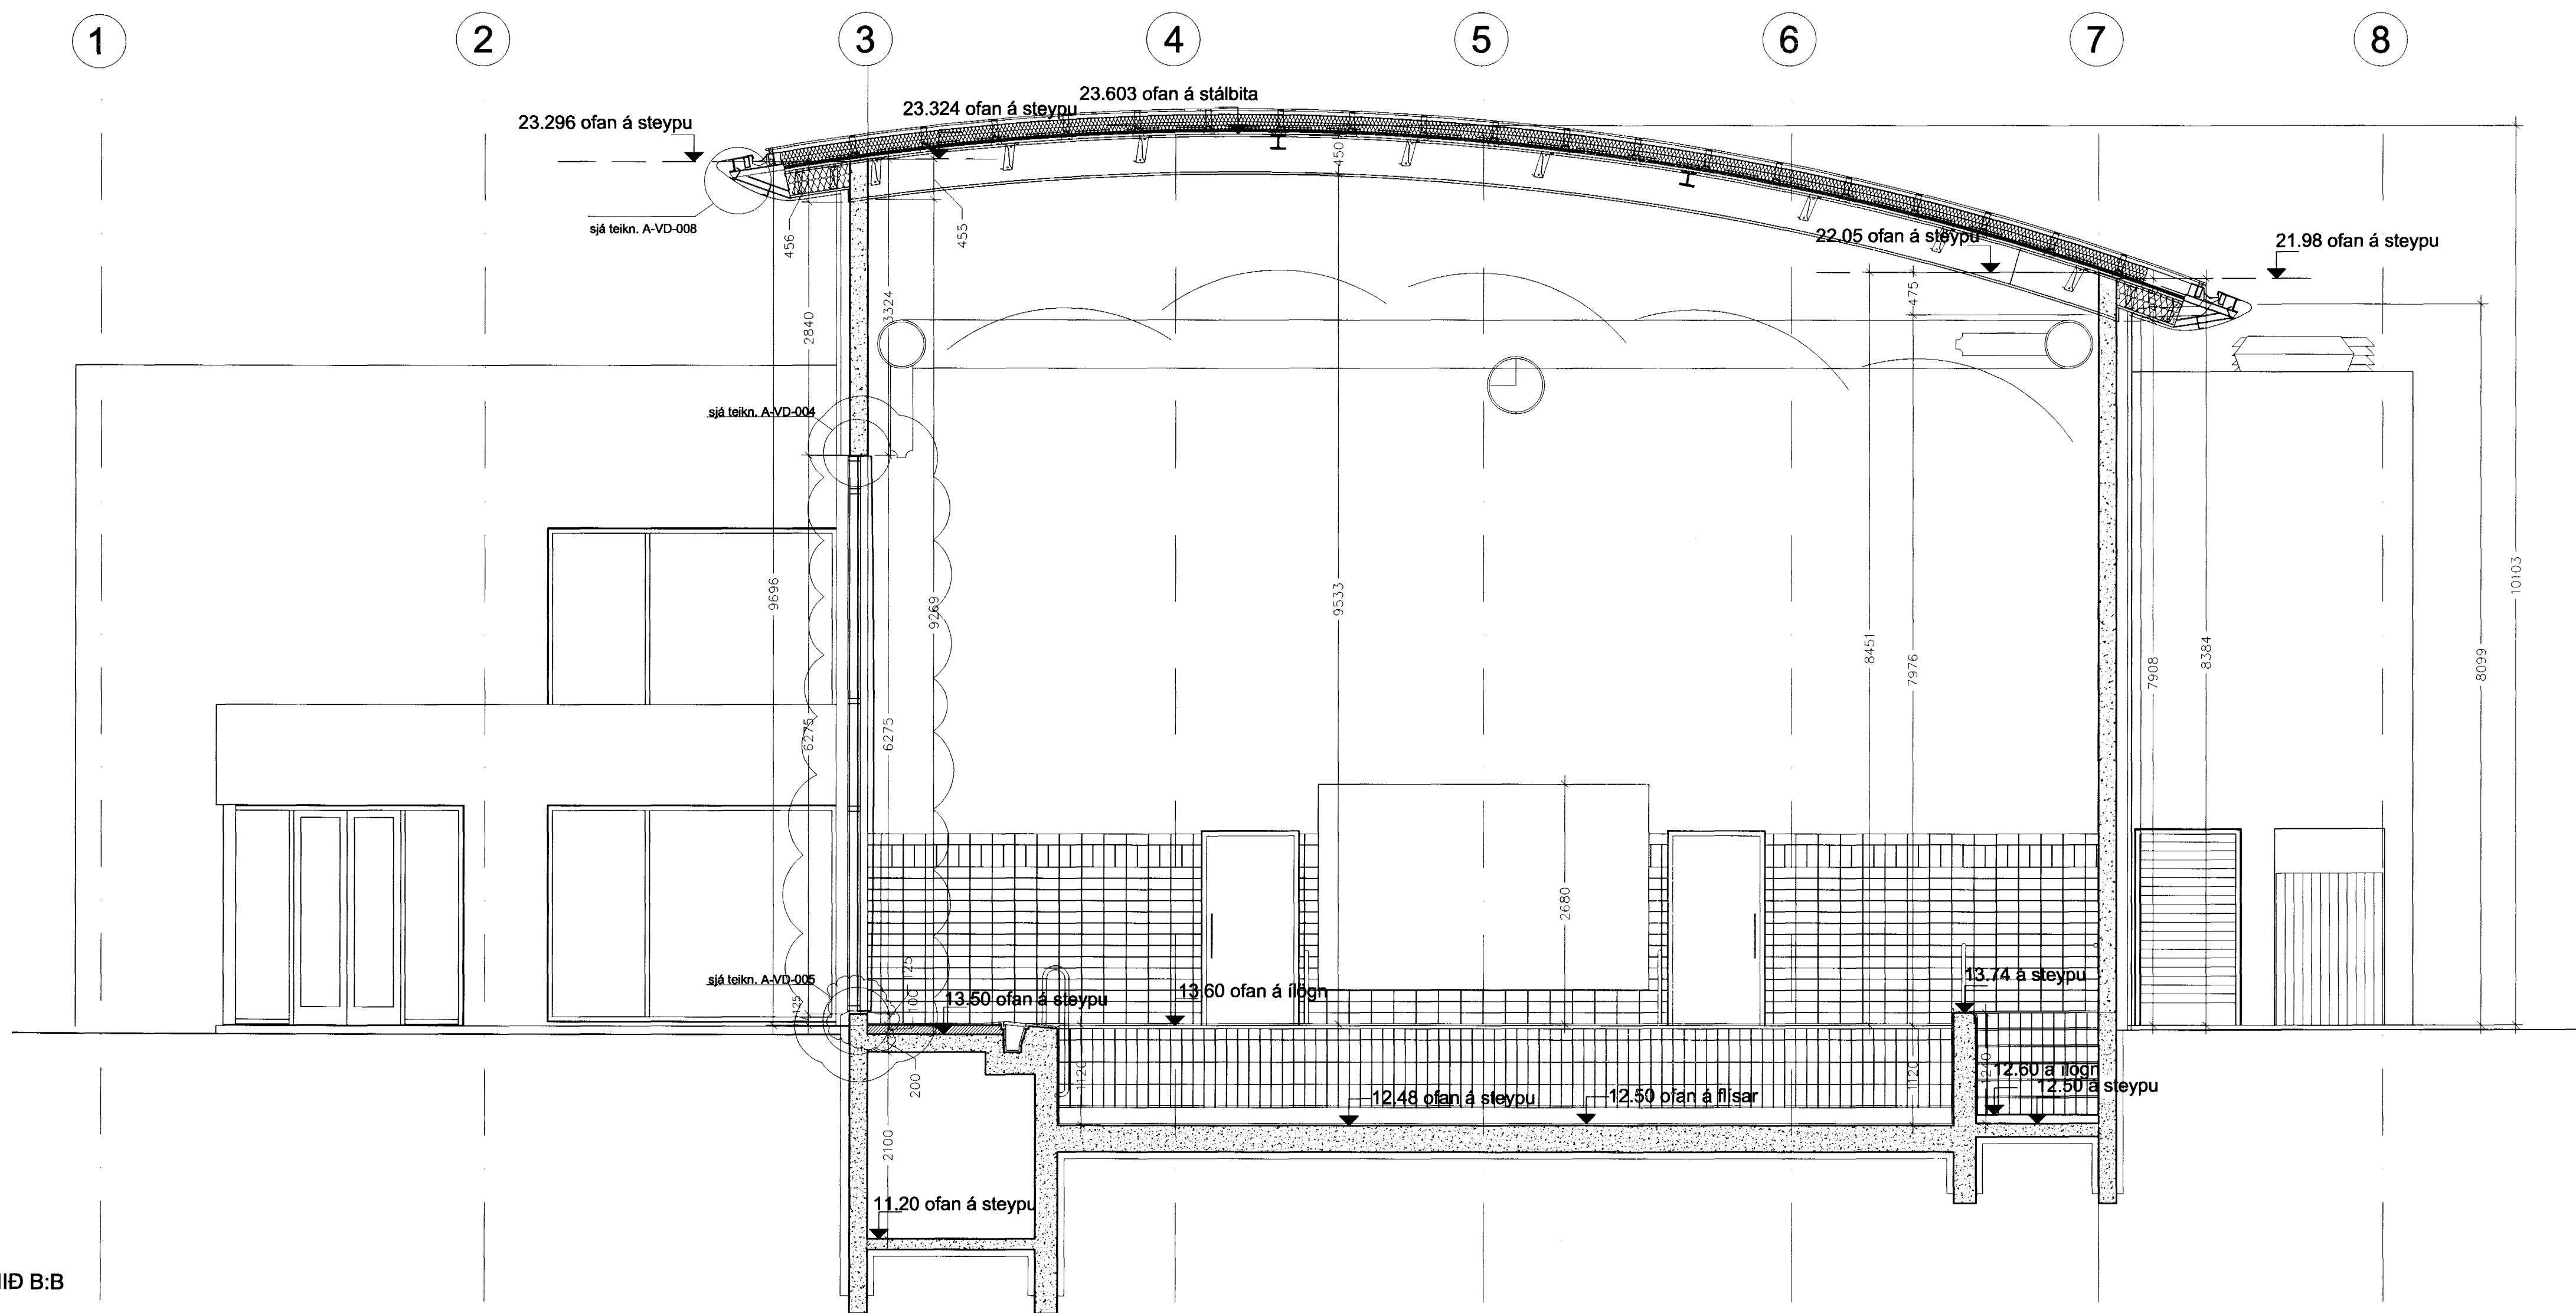 1 2 3 4 5 6 7 8
23.603 ofan á stálbita
23.324 ofan á steypu
23.296 ofan á steypu
sjá teikn. A-VD-008
22.05 ofan á steypu
21.98 ofan á steypu
450
456
455
475
3324
2840
sjá teikn. A-VD-004
9696
9269
9533
10103
8451
7976
7908
8384
8099
6275
6275
2680
sjá teikn. A-VD-005
125
125
100
13.50 ofan á steypu
13.60 ofan á ílögn
13.74 á steypu
200
1120
1120
1240
12.60 á ílögn
12.50 á steypu
12.48 ofan á steypu
12.50 ofan á flísar
2100
11.20 ofan á steypu
IÐ B:B